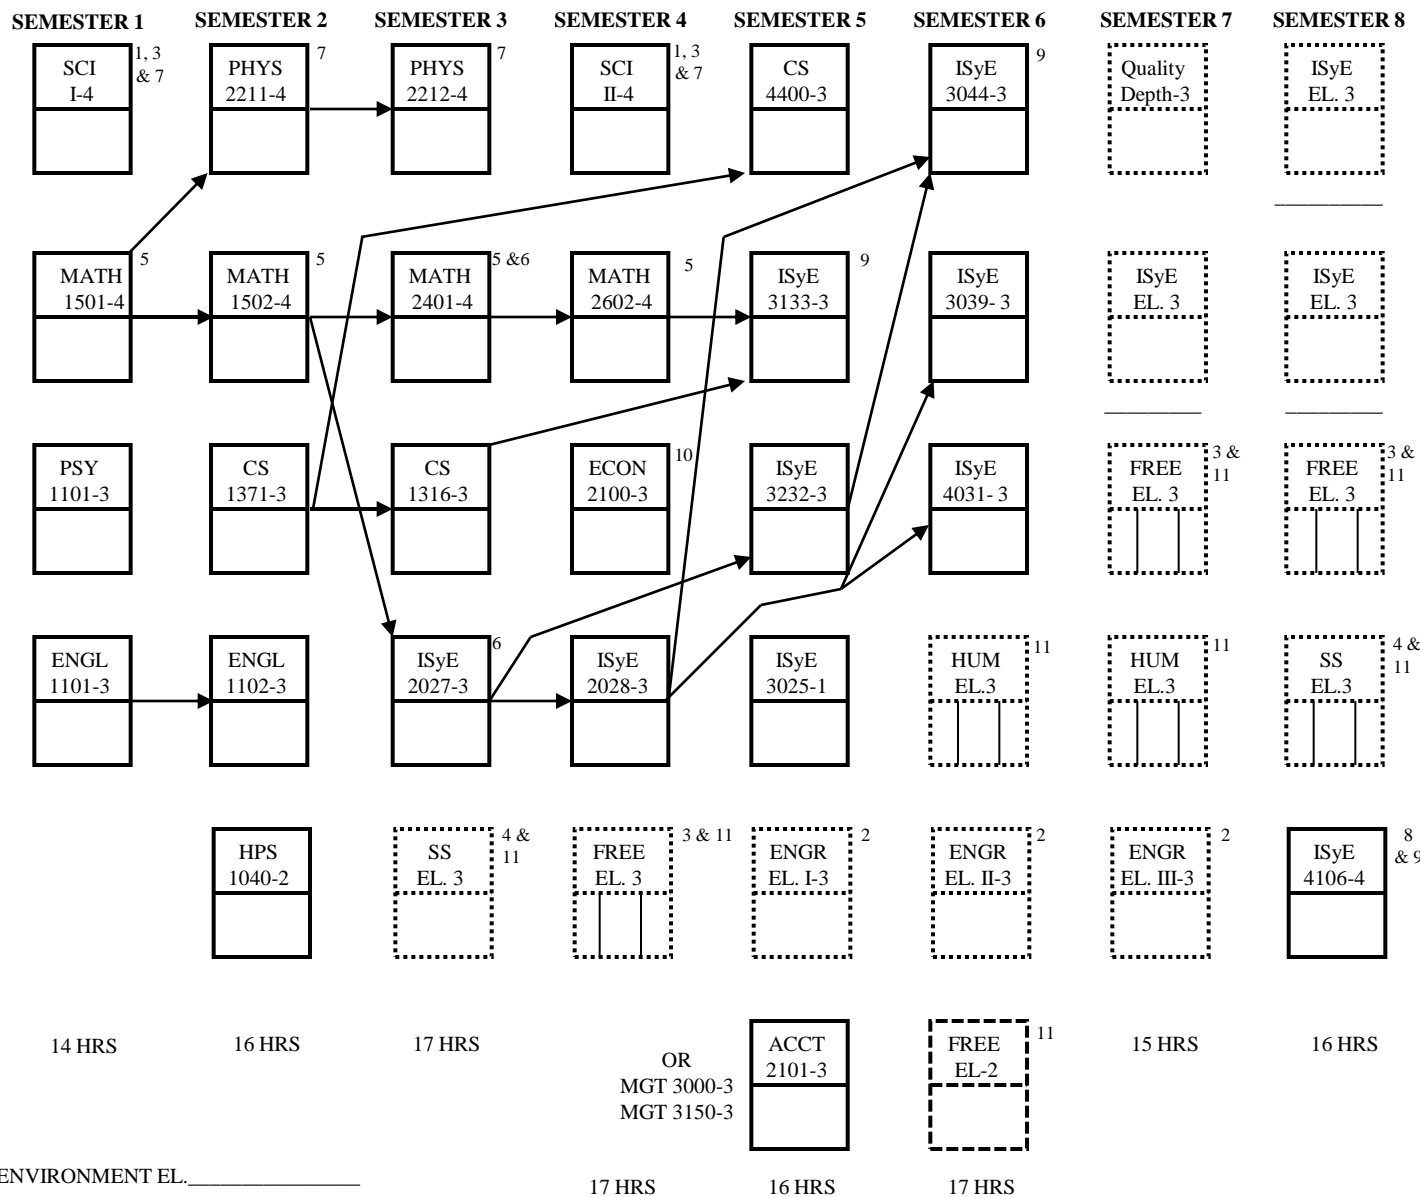 SEMESTER 1 SEMESTER 2 SEMESTER 3 SEMESTER 4 SEMESTER 5 SEMESTER 6 SEMESTER 7 SEMESTER 8
SCI
I-4
1, 3
& 7
PHYS
2211-4
7
PHYS
2212-4
7
SCI
II-4
1, 3
& 7
CS
4400-3
ISyE
3044-3
9
Quality
Depth-3
ISyE
EL. 3
MATH
1501-4
5
MATH
1502-4
5
MATH
2401-4
5 &6
MATH
2602-4
5
ISyE
3133-3
9
ISyE
3039- 3
ISyE
EL. 3
ISyE
EL. 3
PSY
1101-3
CS
1371-3
CS
1316-3
ECON
2100-3
10
ISyE
3232-3
ISyE
4031- 3
FREE
EL. 3
3 &
11
FREE
EL. 3
3 &
11
ENGL
1101-3
ENGL
1102-3
ISyE
2027-3
6
ISyE
2028-3
ISyE
3025-1
HUM
EL.3
11
HUM
EL.3
11
SS
EL.3
4 &
11
HPS
1040-2
SS
EL. 3
4 &
11
FREE
EL. 3
3 & 11
ENGR
EL. I-3
2
ENGR
EL. II-3
2
ENGR
EL. III-3
2
ISyE
4106-4
8
& 9
14 HRS
16 HRS
17 HRS
OR
MGT 3000-3
MGT 3150-3
ACCT
2101-3
FREE
EL-2
11
15 HRS
16 HRS
ENVIRONMENT EL.________________
17 HRS
16 HRS
17 HRS